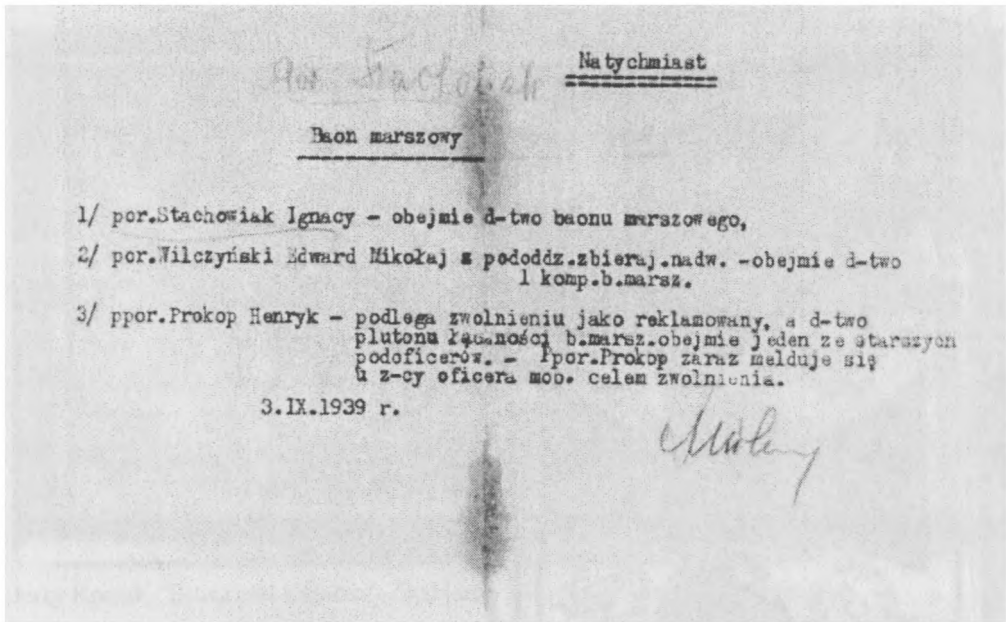 Natychmiast
Por.
Baon marszowy
1/ por.Stachowiak Ignacy - obejmie d-two baonu marszowego,
2/ por.Wilczyński Edward Mikołaj z pododdz.zbieraj.nadw. -obejmie d-two
1 komp.b.marsz.
3/ ppor.Prokop Henryk - podlega zwolnieniu jako reklamowany, a d-two
plutonu łączności b.marsz.obejmie jeden ze starszych
podoficerów. - Ppor.Prokop zaraz melduje się
u z-cy oficera mob. celem zwolnienia.
3.IX.1939 r.